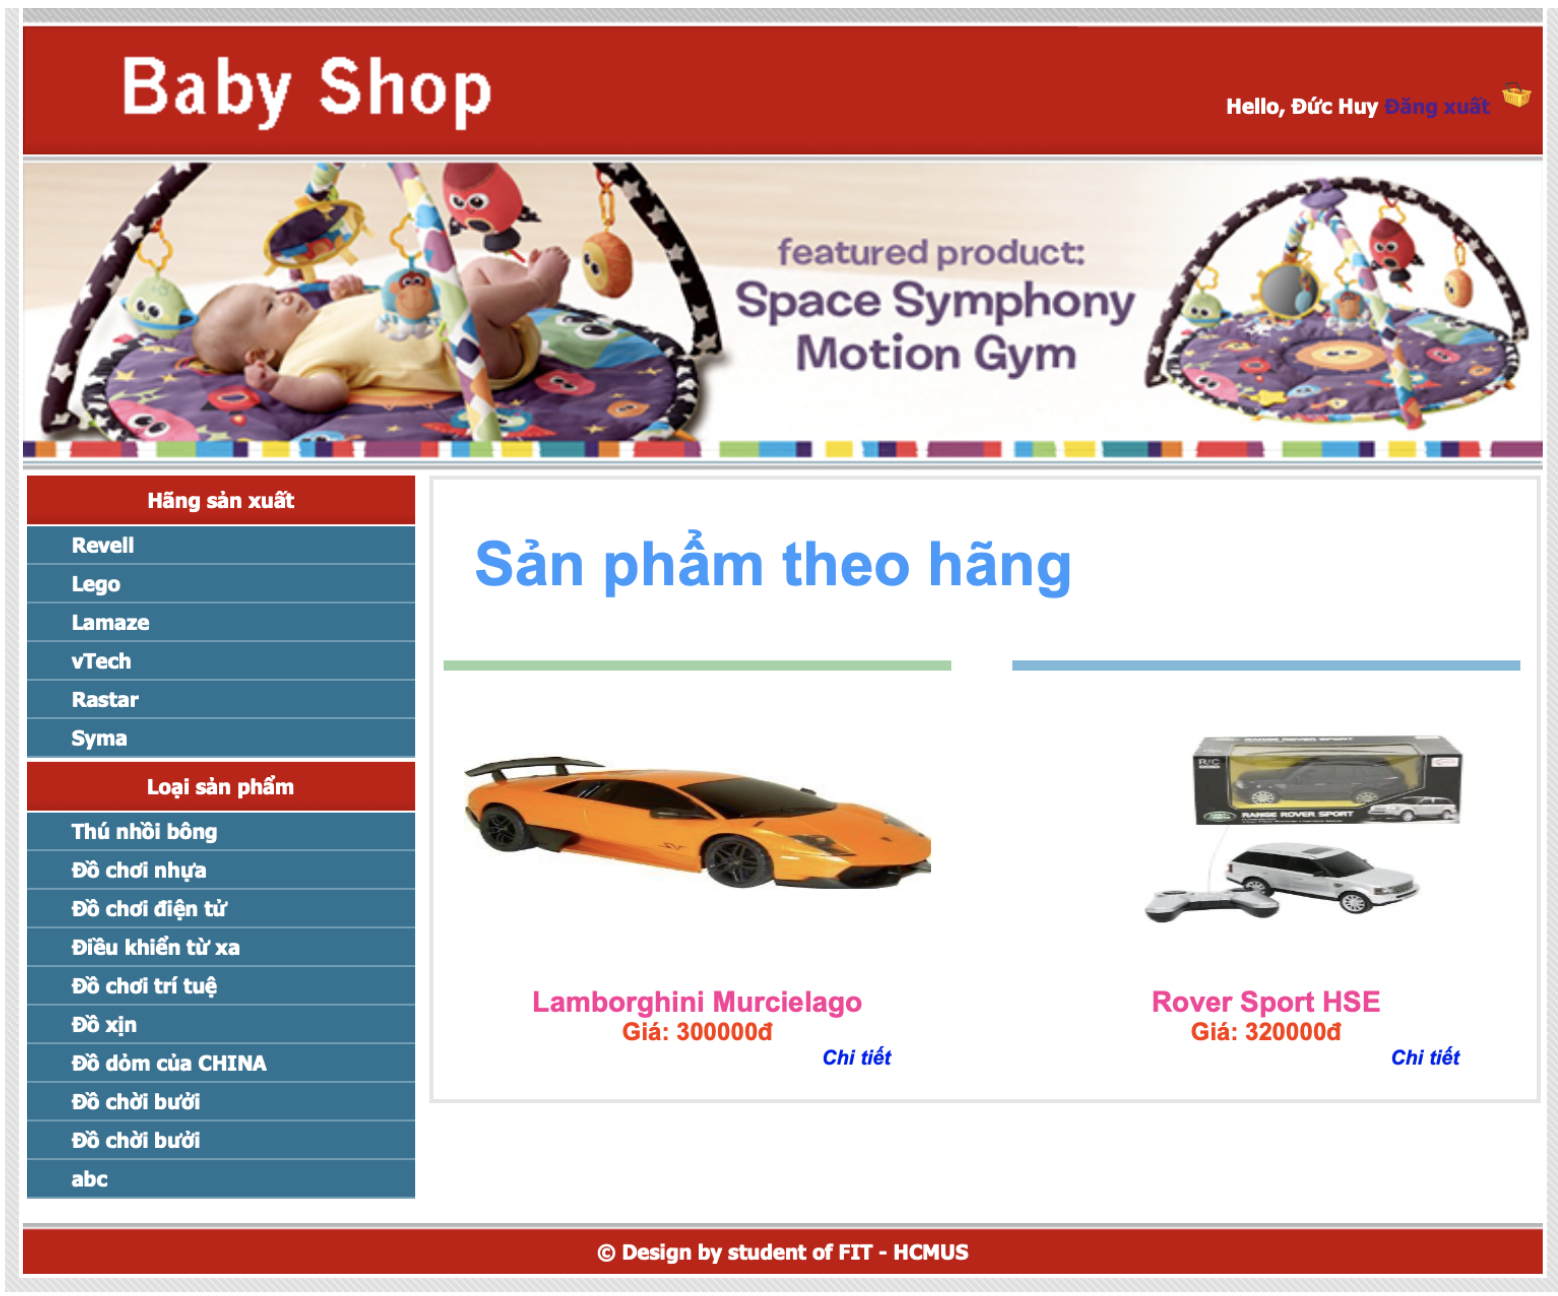 Baby Shop
Hello, Đức Huy Đăng xuất
featured product:
Space Symphony
Motion Gym
Hãng sản xuất
Revell
Lego
Lamaze
vTech
Rastar
Syma
Loại sản phẩm
Thú nhồi bông
Đồ chơi nhựa
Đồ chơi điện tử
Điều khiển từ xa
Đồ chơi trí tuệ
Đồ xịn
Đồ dỏm của CHINA
Đồ chời bưởi
Đồ chời bưởi
abc
Sản phẩm theo hãng
RANGE ROVER SPORT
R/C
RANGE ROVER SPORT
Lamborghini Murcielago
Giá: 300000đ
Chi tiết
Rover Sport HSE
Giá: 320000đ
Chi tiết
© Design by student of FIT - HCMUS